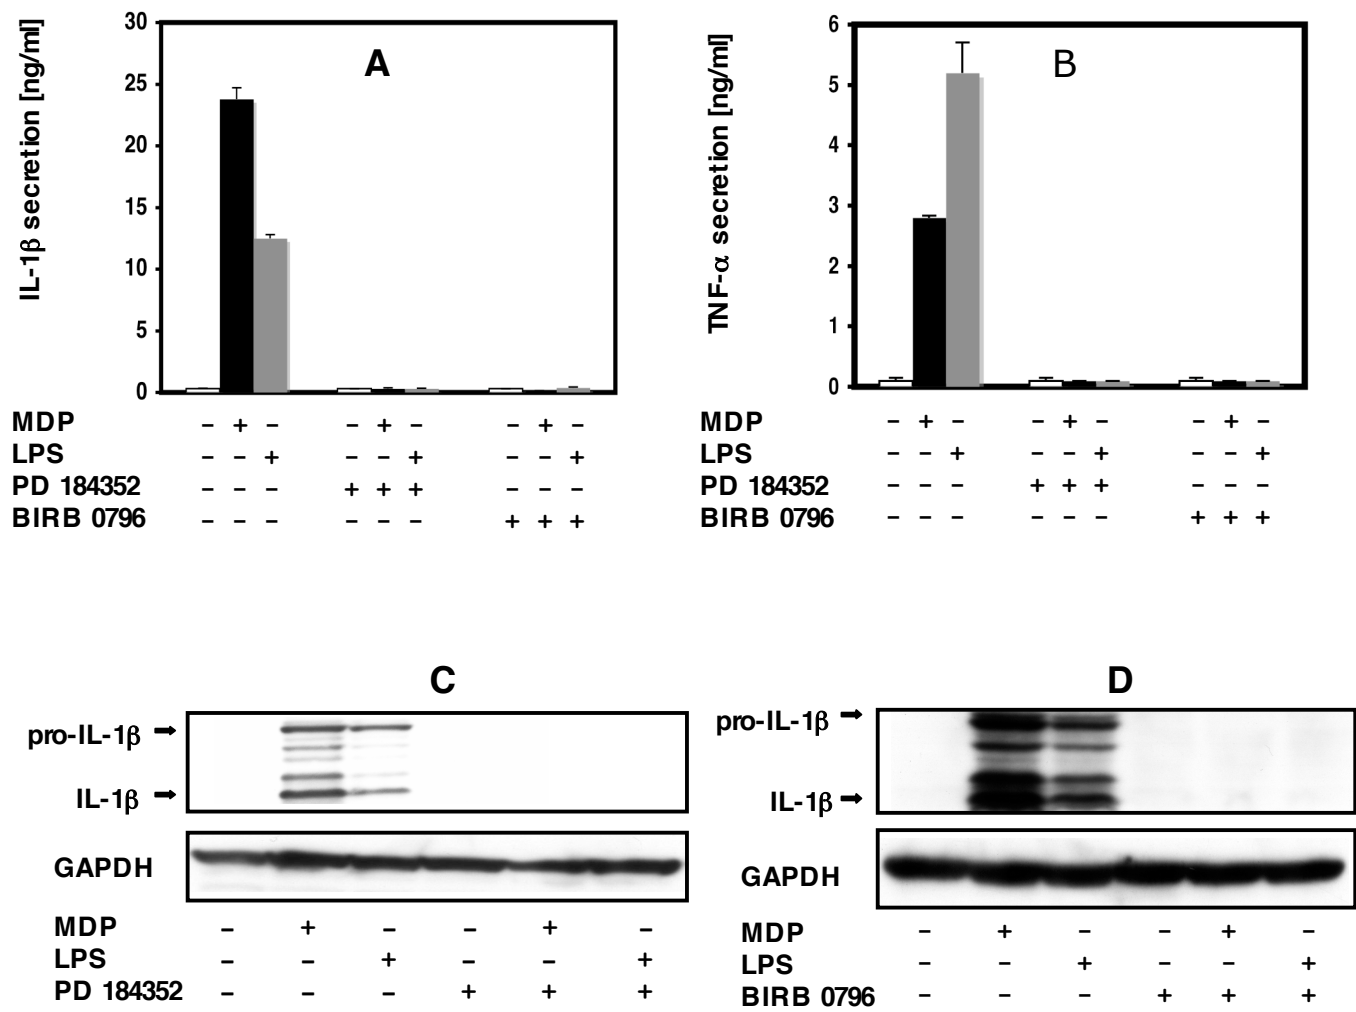 A
IL-1β secretion [ng/ml]
30
25
20
15
10
5
0
MDP - + - - + - - + -
LPS - - + - - + - - +
PD 184352 - - - + + + - - -
BIRB 0796 - - - - - - + + +
B
TNF-α secretion [ng/ml]
6
5
4
3
2
1
0
MDP - + - - + - - + -
LPS - - + - - + - - +
PD 184352 - - - + + + - - -
BIRB 0796 - - - - - - + + +
C
pro-IL-1β
IL-1β
GAPDH
MDP - + - - + -
LPS - - + - - +
PD 184352 - - - + + +
D
pro-IL-1β
IL-1β
GAPDH
MDP - + - - + -
LPS - - + - - +
BIRB 0796 - - - + + +